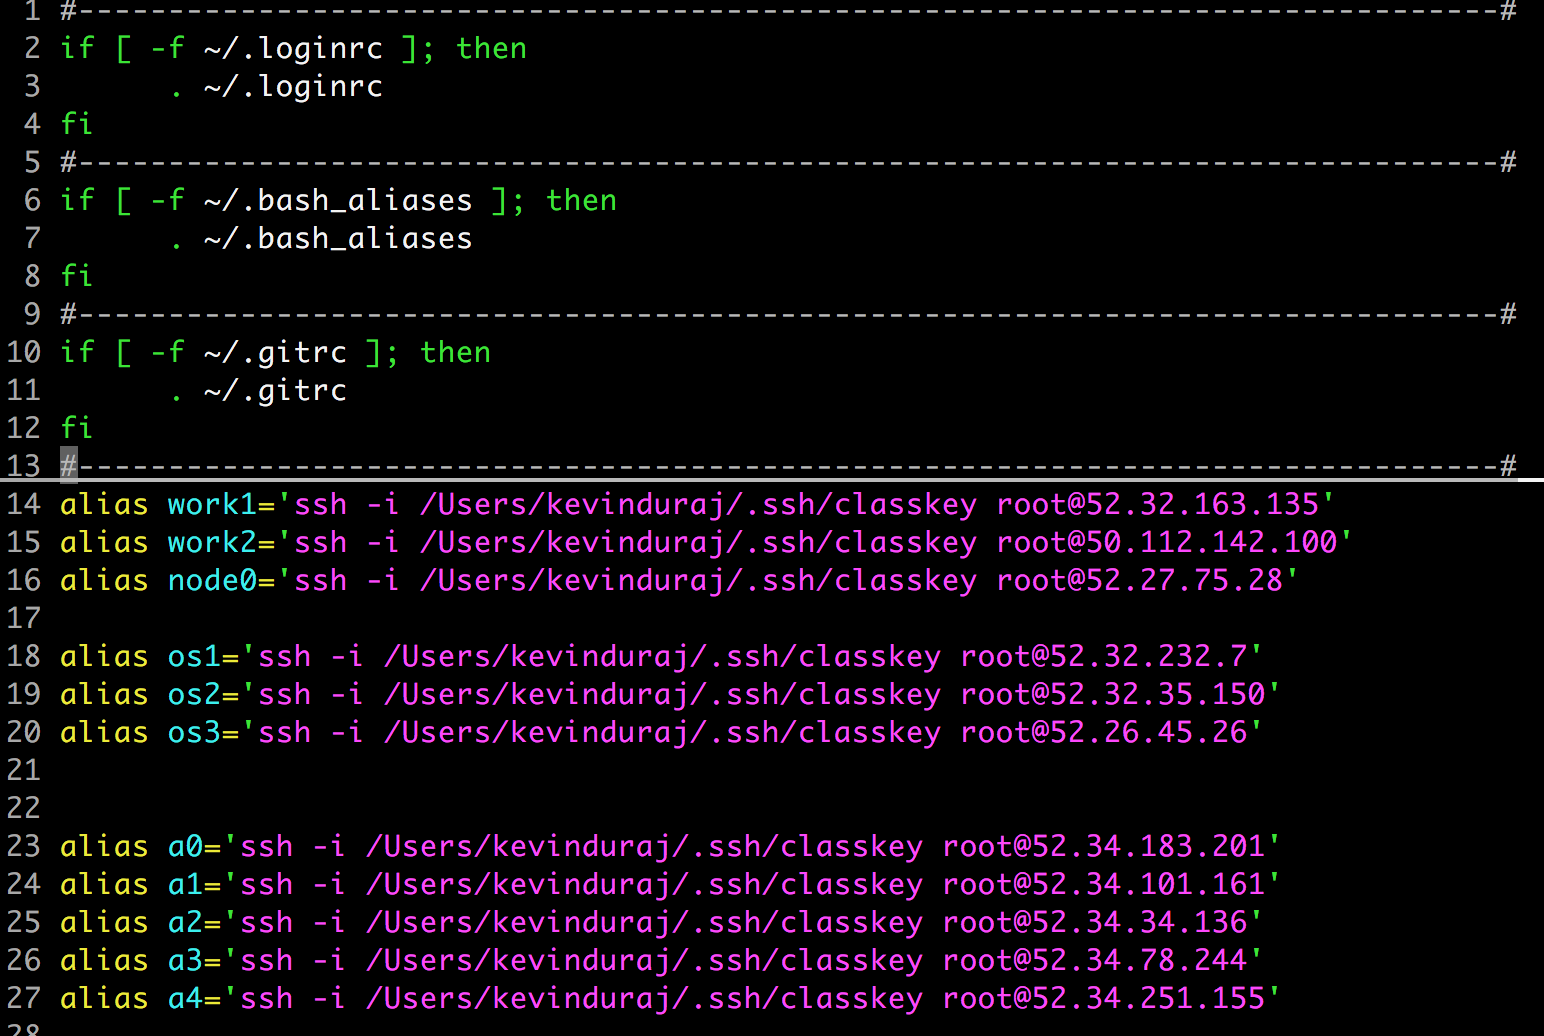 1 #-------------------------------------------------------------------------------#
2 if [ -f ~/.loginrc ]; then
3       . ~/.loginrc
4 fi
5 #-------------------------------------------------------------------------------#
6 if [ -f ~/.bash_aliases ]; then
7       . ~/.bash_aliases
8 fi
9 #-------------------------------------------------------------------------------#
10 if [ -f ~/.gitrc ]; then
11       . ~/.gitrc
12 fi
13 #-------------------------------------------------------------------------------#
14 alias work1='ssh -i /Users/kevinduraj/.ssh/classkey root@52.32.163.135'
15 alias work2='ssh -i /Users/kevinduraj/.ssh/classkey root@50.112.142.100'
16 alias node0='ssh -i /Users/kevinduraj/.ssh/classkey root@52.27.75.28'
17
18 alias os1='ssh -i /Users/kevinduraj/.ssh/classkey root@52.32.232.7'
19 alias os2='ssh -i /Users/kevinduraj/.ssh/classkey root@52.32.35.150'
20 alias os3='ssh -i /Users/kevinduraj/.ssh/classkey root@52.26.45.26'
21
22
23 alias a0='ssh -i /Users/kevinduraj/.ssh/classkey root@52.34.183.201'
24 alias a1='ssh -i /Users/kevinduraj/.ssh/classkey root@52.34.101.161'
25 alias a2='ssh -i /Users/kevinduraj/.ssh/classkey root@52.34.34.136'
26 alias a3='ssh -i /Users/kevinduraj/.ssh/classkey root@52.34.78.244'
27 alias a4='ssh -i /Users/kevinduraj/.ssh/classkey root@52.34.251.155'
28